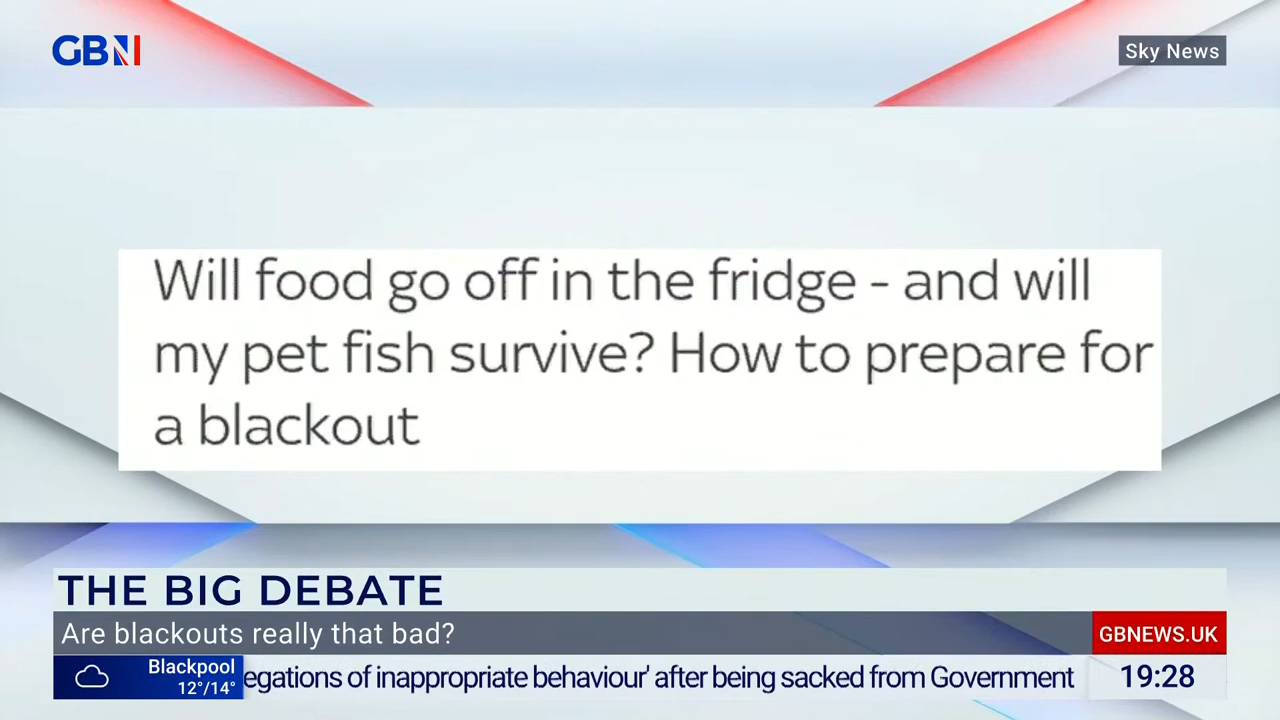 GBN
Sky News
Will food go off in the fridge - and will
my pet fish survive? How to prepare for
a blackout
THE BIG DEBATE
Are blackouts really that bad?
GBNEWS.UK
Blackpool
12°/14°
egations of inappropriate behaviour' after being sacked from Government
19:28